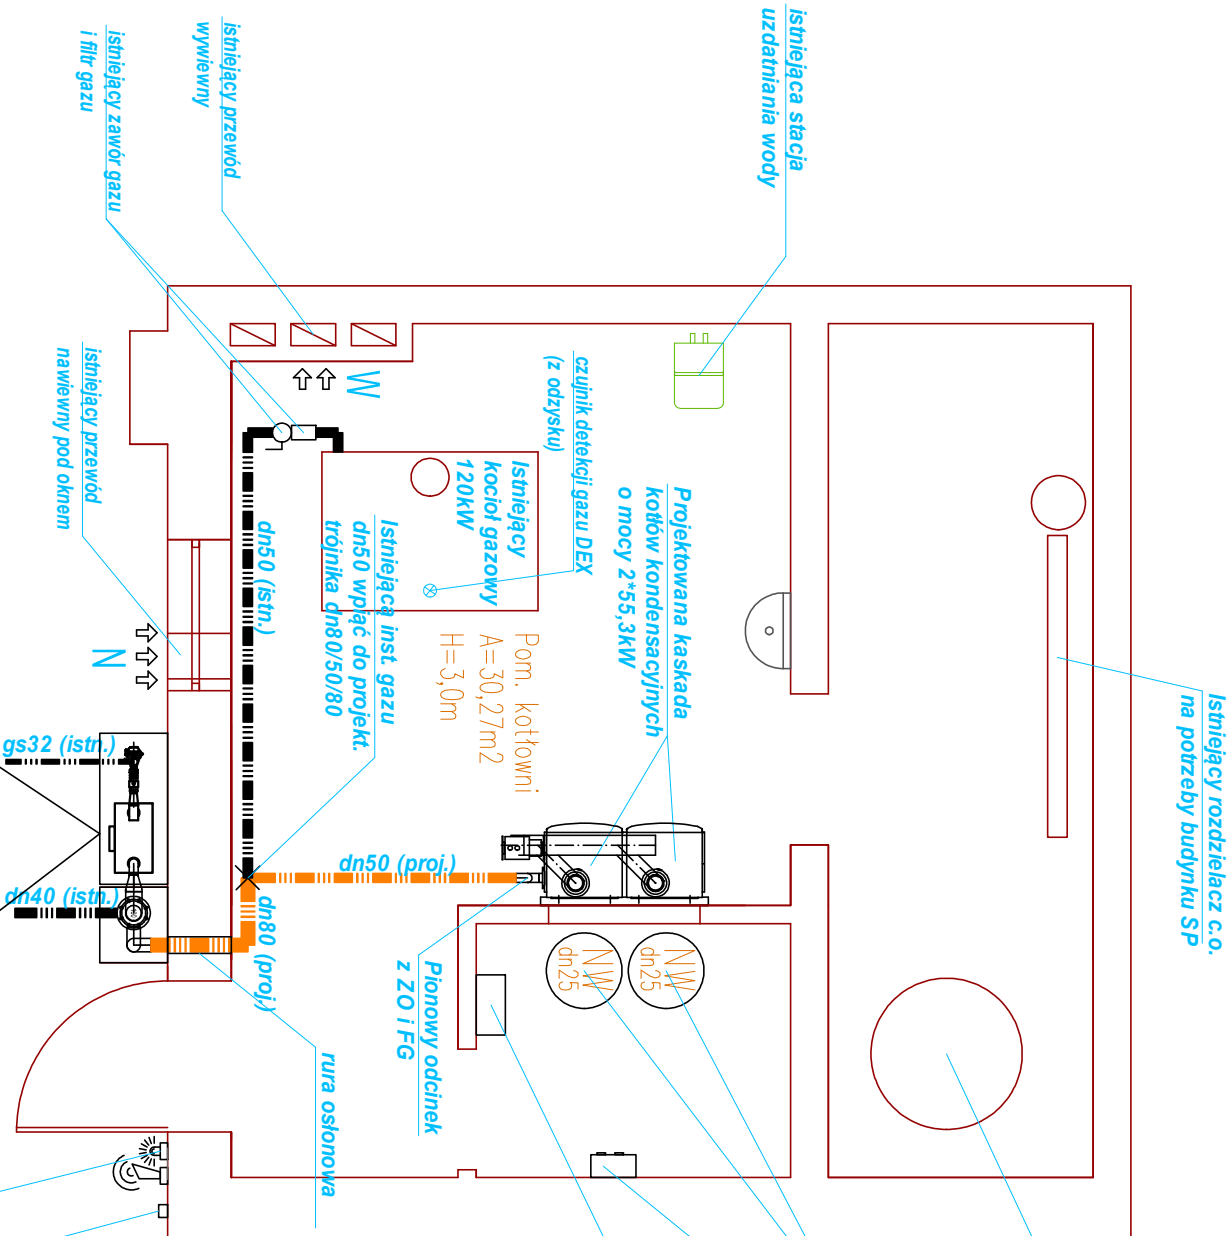 istniejąca stacja
uzdatniania wody
istniejący przewód
wywiewny
istniejący zawór gazu
i filtr gazu
istniejący przewód
nawiewny pod oknem
W
N
czujnik detekcji gazu DEX
(z odzysku)
Istniejący
kocioł gazowy
120kW
Projektowana kaskada
kotłów kondensacyjnych
o mocy 2*55,3kW
Istniejąca inst. gazu
dn50 wpiąć do projekt.
trójnika dn80/50/80
dn50 (istn.)
Pom. kotłowni
A=30,27m2
H=3,0m
Istniejący rozdzielacz c.o.
na potrzeby budynku SP
gs32 (istn.)
dn40 (istn.)
dn50 (proj.)
dn80 (proj.)
NW
dn25
NW
dn25
Pionowy odcinek
z ZO i FG
rura osłonowa